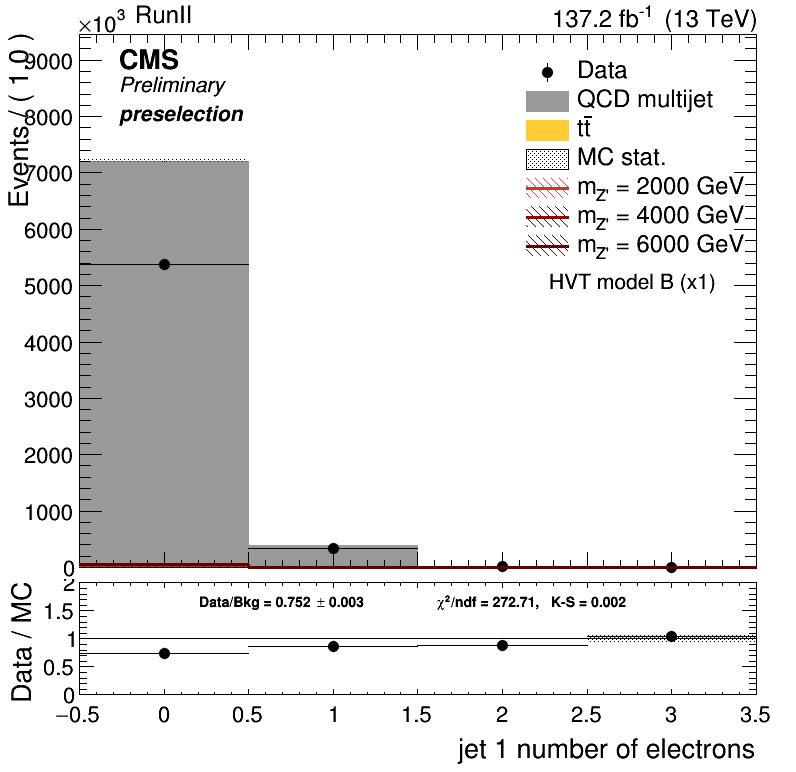 ×10³ RunII 137.2 fb⁻¹ (13 TeV)
Events / ( 1.0 )
9000
8000
7000
6000
5000
4000
3000
2000
1000
0
CMS
Preliminary
preselection
Data
QCD multijet
tt̄
MC stat.
m_Z' = 2000 GeV
m_Z' = 4000 GeV
m_Z' = 6000 GeV
HVT model B (x1)
Data / MC
2
1.5
1
0.5
0
Data/Bkg = 0.752 ± 0.003 χ²/ndf = 272.71, K-S = 0.002
−0.5 0 0.5 1 1.5 2 2.5 3 3.5
jet 1 number of electrons